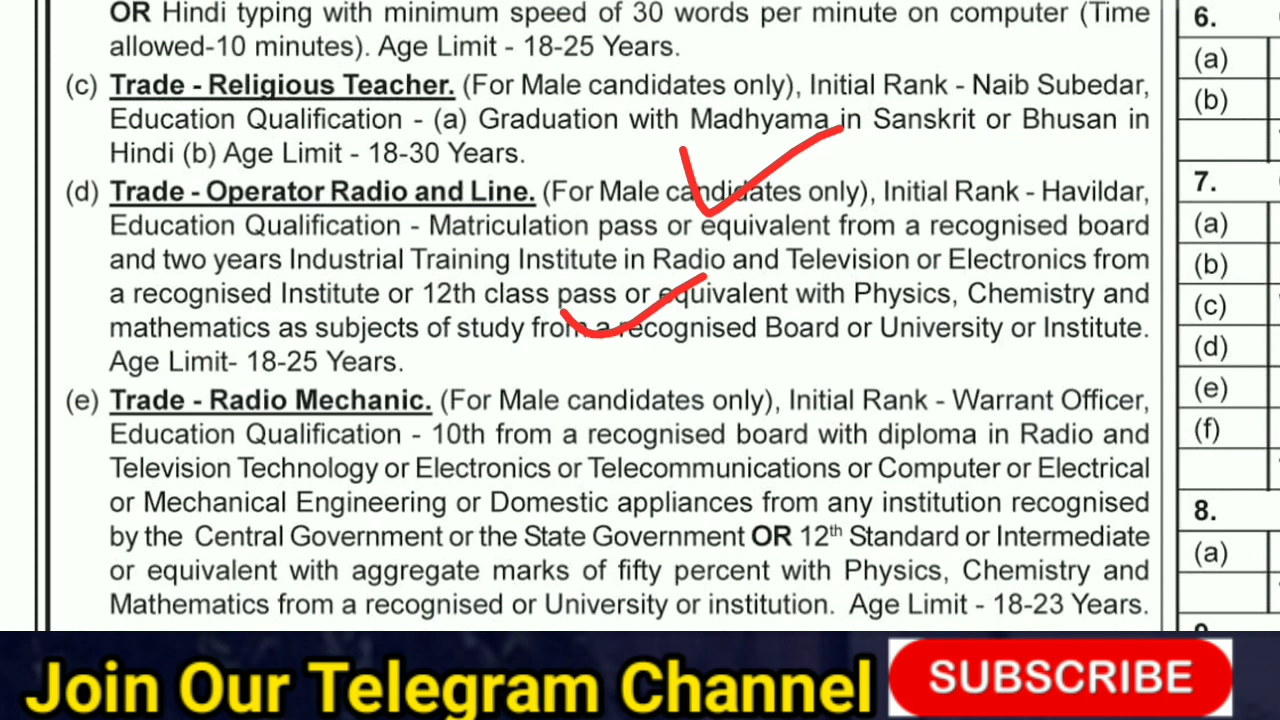 OR Hindi typing with minimum speed of 30 words per minute on computer (Time
allowed-10 minutes). Age Limit - 18-25 Years.
(c) Trade - Religious Teacher. (For Male candidates only), Initial Rank - Naib Subedar,
Education Qualification - (a) Graduation with Madhyama in Sanskrit or Bhusan in
Hindi (b) Age Limit - 18-30 Years.
(d) Trade - Operator Radio and Line. (For Male candidates only), Initial Rank - Havildar,
Education Qualification - Matriculation pass or equivalent from a recognised board
and two years Industrial Training Institute in Radio and Television or Electronics from
a recognised Institute or 12th class pass or equivalent with Physics, Chemistry and
mathematics as subjects of study from a recognised Board or University or Institute.
Age Limit- 18-25 Years.
(e) Trade - Radio Mechanic. (For Male candidates only), Initial Rank - Warrant Officer,
Education Qualification - 10th from a recognised board with diploma in Radio and
Television Technology or Electronics or Telecommunications or Computer or Electrical
or Mechanical Engineering or Domestic appliances from any institution recognised
by the Central Government or the State Government OR 12th Standard or Intermediate
or equivalent with aggregate marks of fifty percent with Physics, Chemistry and
Mathematics from a recognised or University or institution. Age Limit - 18-23 Years.
6.
(a)
(b)
7.
(a)
(b)
(c)
(d)
(e)
(f)
8.
(a)
Join Our Telegram Channel
SUBSCRIBE